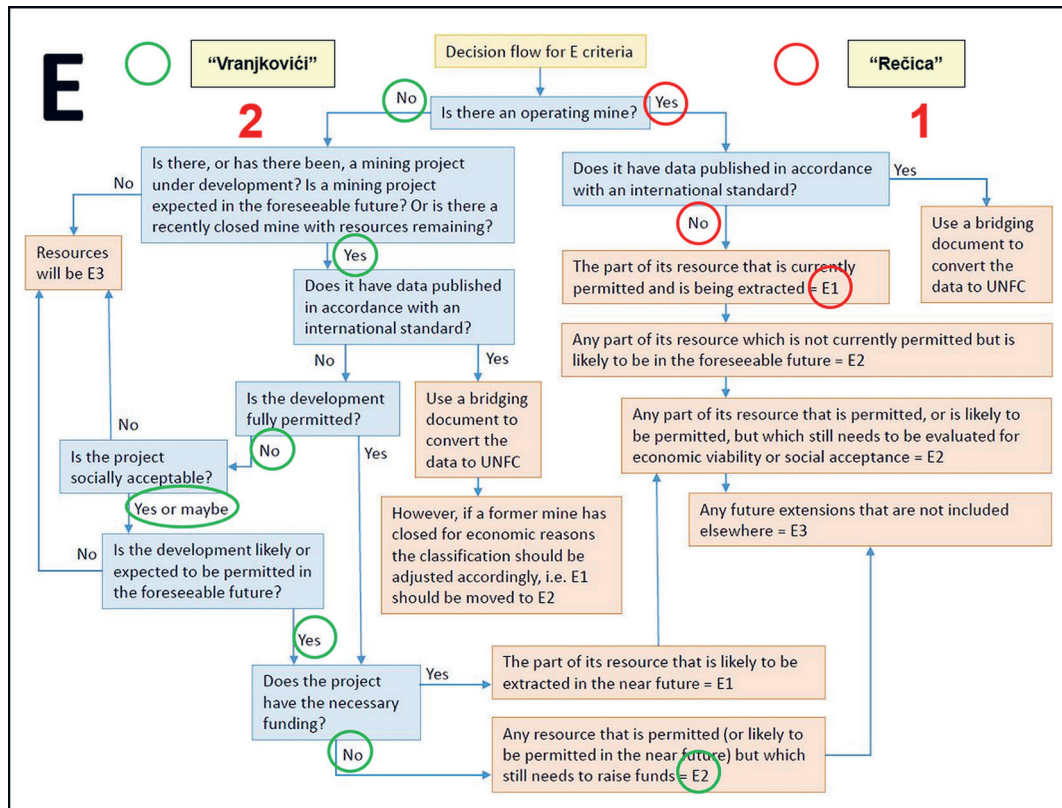 E
“Vranjkovići”
2
Decision flow for E criteria
“Rečica”
1
No
Is there an operating mine?
Yes
Is there, or has there been, a mining project
under development? Is a mining project
expected in the foreseeable future? Or is there a
recently closed mine with resources remaining?
No
Does it have data published in accordance
with an international standard?
Yes
Resources
will be E3
Yes
No
Use a bridging
document to
convert the
data to UNFC
Does it have data published
in accordance with an
international standard?
The part of its resource that is currently
permitted and is being extracted = E1
No
Yes
Any part of its resource which is not currently permitted but is
likely to be in the foreseeable future = E2
Is the development
fully permitted?
Use a bridging
document to
convert the
data to UNFC
Any part of its resource that is permitted, or is likely to
be permitted, but which still needs to be evaluated for
economic viability or social acceptance = E2
No
No
Yes
Is the project
socially acceptable?
Yes or maybe
However, if a former mine has
closed for economic reasons
the classification should be
adjusted accordingly, i.e. E1
should be moved to E2
Any future extensions that are not included
elsewhere = E3
No
Is the development likely or
expected to be permitted in
the foreseeable future?
Yes
Does the project
have the necessary
funding?
Yes
The part of its resource that is likely to be
extracted in the near future = E1
No
Any resource that is permitted (or likely to
be permitted in the near future) but which
still needs to raise funds = E2